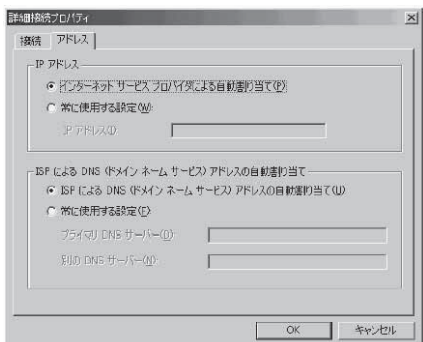 詳細接続プロパティ
接続 アドレス
IP アドレス
インターネット サービス プロバイダによる自動割り当て(P)
常に使用する設定(W):
IP アドレス(I):
ISP による DNS (ドメイン ネーム サービス) アドレスの自動割り当て
ISP による DNS (ドメイン ネーム サービス) アドレスの自動割り当て(U)
常に使用する設定(E)
プライマリ DNS サーバー(D):
別の DNS サーバー(N):
OK キャンセル